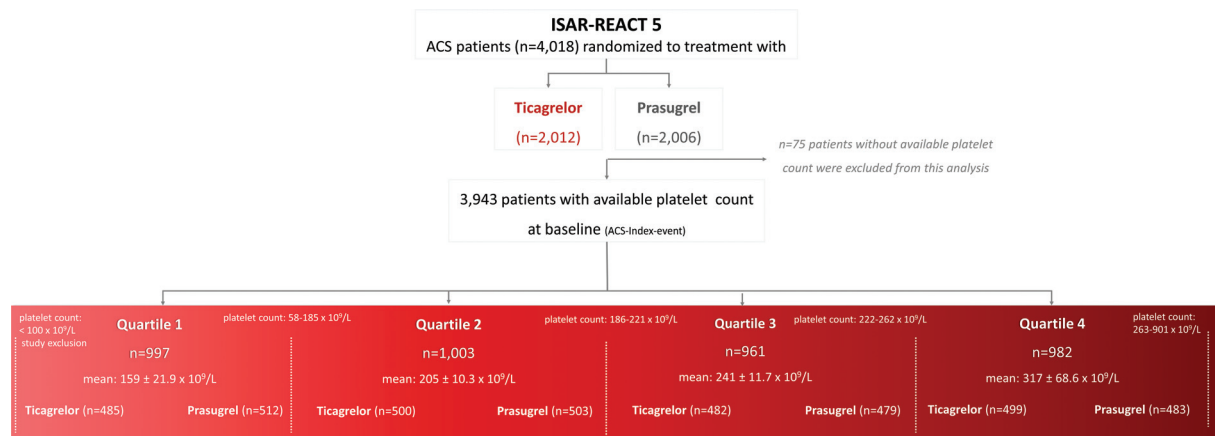 ISAR-REACT 5
ACS patients (n=4,018) randomized to treatment with
Ticagrelor
(n=2,012)
Prasugrel
(n=2,006)
n=75 patients without available platelet
count were excluded from this analysis
3,943 patients with available platelet count
at baseline (ACS-Index-event)
platelet count:
< 100 x 10⁹/L
study exclusion
Quartile 1
n=997
mean: 159 ± 21.9 x 10⁹/L
Ticagrelor (n=485)
Prasugrel (n=512)
platelet count: 58-185 x 10⁹/L
Quartile 2
n=1,003
mean: 205 ± 10.3 x 10⁹/L
Ticagrelor (n=500)
Prasugrel (n=503)
platelet count: 186-221 x 10⁹/L
Quartile 3
n=961
mean: 241 ± 11.7 x 10⁹/L
Ticagrelor (n=482)
Prasugrel (n=479)
platelet count: 222-262 x 10⁹/L
Quartile 4
n=982
mean: 317 ± 68.6 x 10⁹/L
Ticagrelor (n=499)
Prasugrel (n=483)
platelet count:
263-901 x 10⁹/L